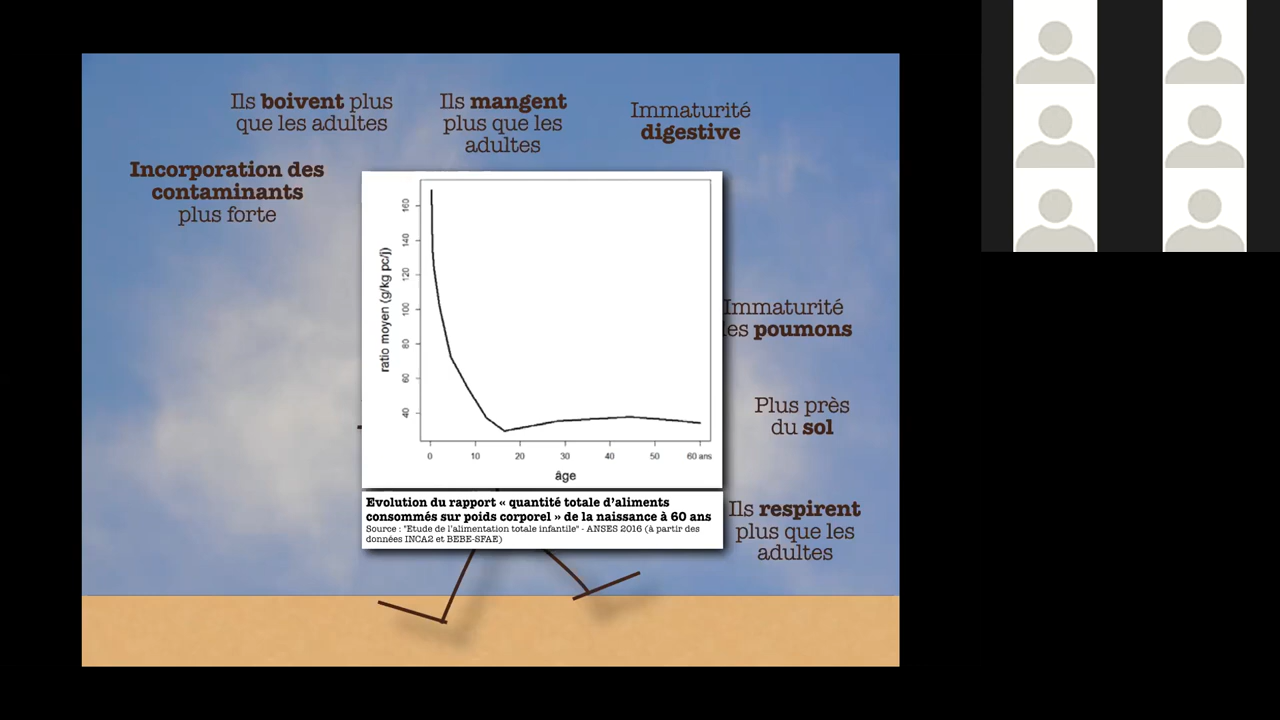 Ils boivent plus
que les adultes
Ils mangent
plus que les
adultes
Immaturité
digestive
Incorporation des
contaminants
plus forte
ratio moyen (g/kg pc/j)
160
140
120
100
80
60
40
0 10 20 30 40 50 60 ans
âge
Immaturité
es poumons
Plus près
du sol
Evolution du rapport « quantité totale d'aliments
consommés sur poids corporel » de la naissance à 60 ans
Source : "Etude de l'alimentation totale infantile" - ANSES 2016 (à partir des
données INCA2 et BEBE-SFAE)
Ils respirent
plus que les
adultes